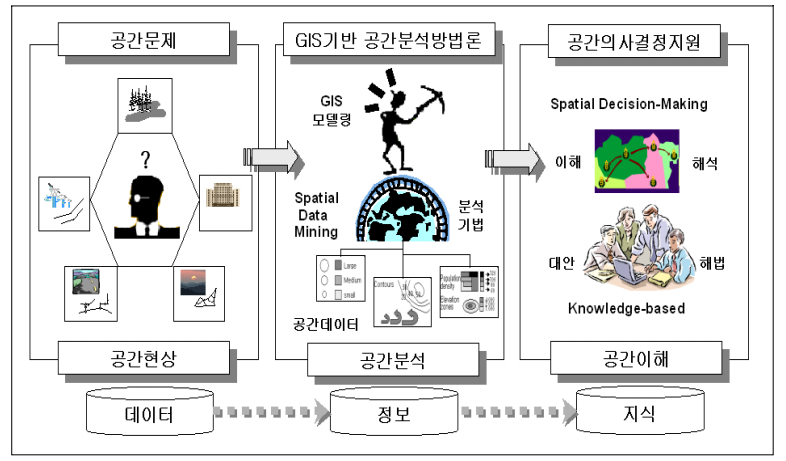 공간문제
GIS기반 공간분석방법론
공간의사결정지원
?
GIS
모델링
Spatial
Data
Mining
분석
기법
Large
Medium
small
Contours
Population
density
Elevation
zones
공간데이터
Spatial Decision-Making
이해
해석
대안
해법
Knowledge-based
공간현상
공간분석
공간이해
데이터
정보
지식